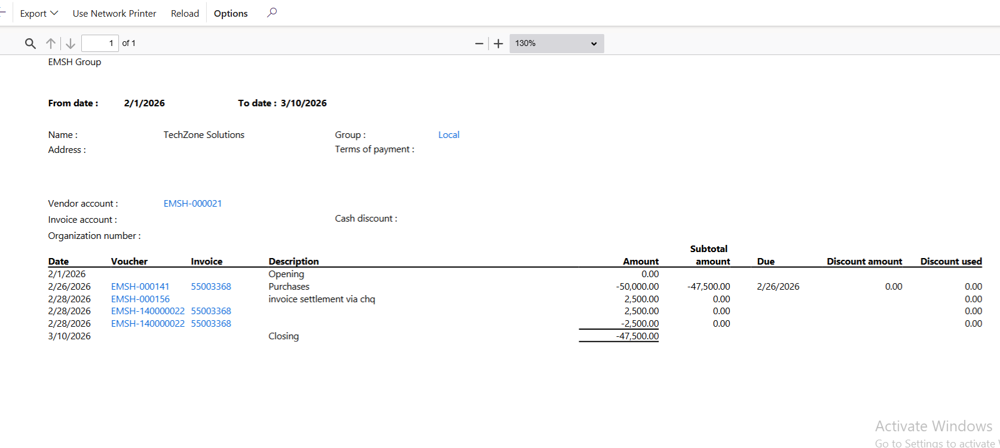 Export Use Network Printer Reload Options
1 of 1 130%
EMSH Group
From date : 2/1/2026 To date : 3/10/2026
Name : TechZone Solutions Group : Local
Address : Terms of payment :
Vendor account : EMSH-000021
Invoice account : Cash discount :
Organization number :
Subtotal
Date Voucher Invoice Description Amount amount Due Discount amount Discount used
2/1/2026 Opening 0.00
2/26/2026 EMSH-000141 55003368 Purchases -50,000.00 -47,500.00 2/26/2026 0.00 0.00
2/28/2026 EMSH-000156 invoice settlement via chq 2,500.00 0.00 0.00
2/28/2026 EMSH-140000022 55003368 2,500.00 0.00 0.00
2/28/2026 EMSH-140000022 55003368 -2,500.00 0.00 0.00
3/10/2026 Closing -47,500.00
Activate Windows
Go to Settings to activate